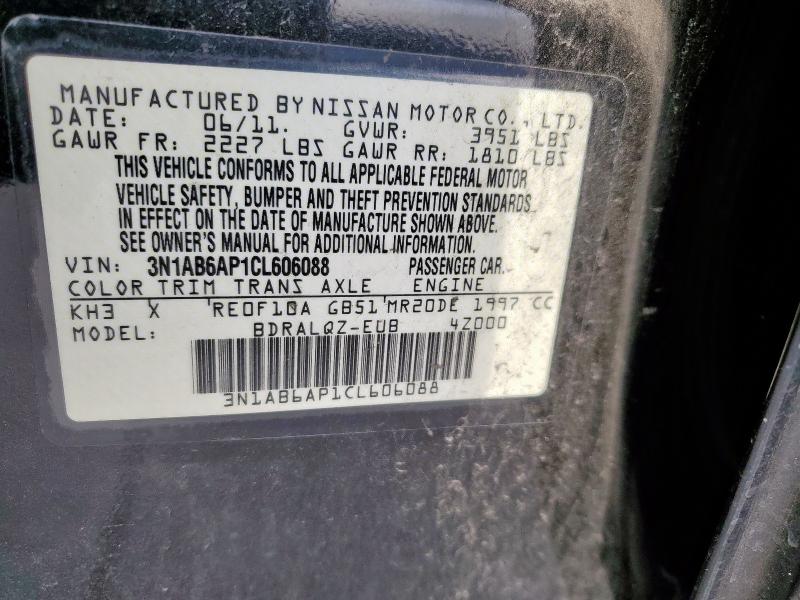 MANUFACTURED BY NISSAN MOTOR CO., LTD.
DATE: 06/11. GVWR: 3951 LBS
GAWR FR: 2227 LBS GAWR RR: 1810 LBS
THIS VEHICLE CONFORMS TO ALL APPLICABLE FEDERAL MOTOR
VEHICLE SAFETY, BUMPER AND THEFT PREVENTION STANDARDS
IN EFFECT ON THE DATE OF MANUFACTURE SHOWN ABOVE.
SEE OWNER'S MANUAL FOR ADDITIONAL INFORMATION.
VIN: 3N1AB6AP1CL606088 PASSENGER CAR
COLOR TRIM TRANS AXLE ENGINE
KH3 X RE0F10A GB51 MR20DE 1997 CC
MODEL: BDRALQZ-EUB 4Z000
3N1AB6AP1CL606088